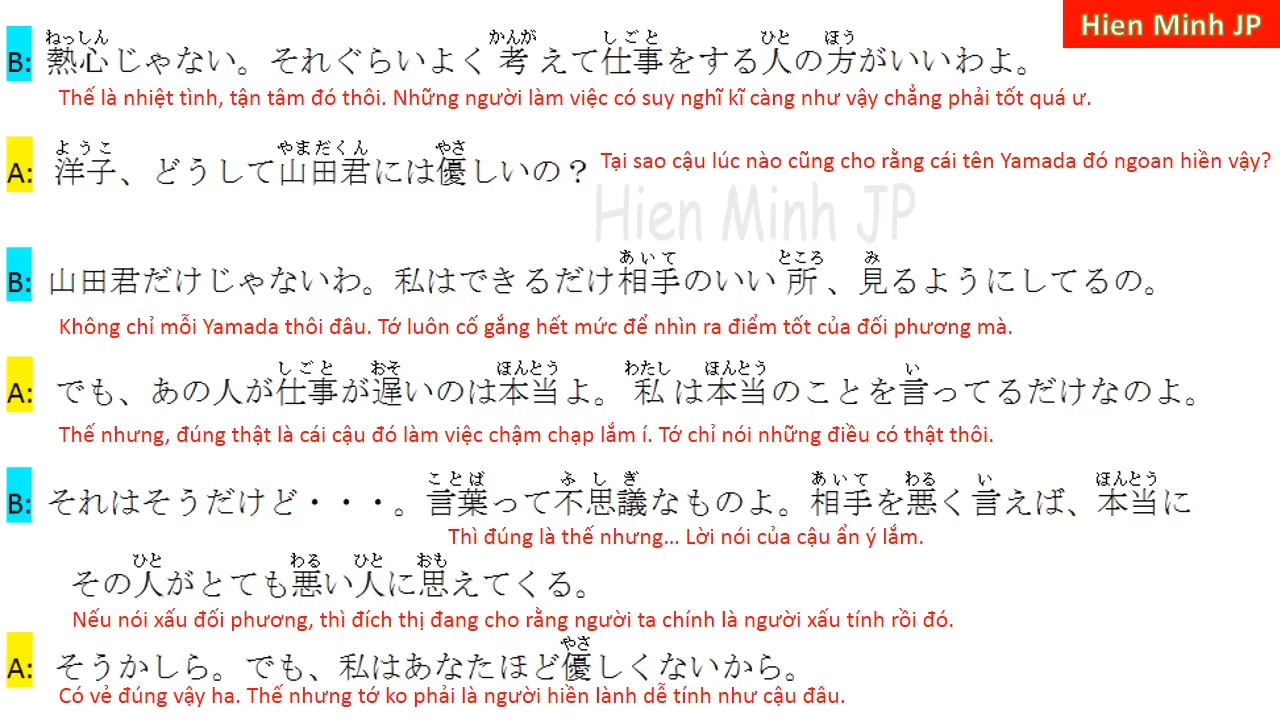 Hien Minh JP
ねっしん かんが しごと ひと ほう
B: 熱心じゃない。それぐらいよく考えて仕事をする人の方がいいわよ。
Thế là nhiệt tình, tận tâm đó thôi. Những người làm việc có suy nghĩ kĩ càng như vậy chẳng phải tốt quá ư.
ようこ やまだくん やさ
A: 洋子、どうして山田君には優しいの？ Tại sao cậu lúc nào cũng cho rằng cái tên Yamada đó ngoan hiền vậy?
Hien Minh JP
あいて ところ み
B: 山田君だけじゃないわ。私はできるだけ相手のいい所、見るようにしてるの。
Không chỉ mỗi Yamada thôi đâu. Tớ luôn cố gắng hết mức để nhìn ra điểm tốt của đối phương mà.
しごと おそ ほんとう わたし ほんとう い
A: でも、あの人が仕事が遅いのは本当よ。私は本当のことを言ってるだけなのよ。
Thế nhưng, đúng thật là cái cậu đó làm việc chậm chạp lắm í. Tớ chỉ nói những điều có thật thôi.
ことば ふしぎ あいて わる い ほんとう
B: それはそうだけど・・・。言葉って不思議なものよ。相手を悪く言えば、本当に
Thì đúng là thế nhưng... Lời nói của cậu ẩn ý lắm.
ひと わる ひと おも
その人がとても悪い人に思えてくる。
Nếu nói xấu đối phương, thì đích thị đang cho rằng người ta chính là người xấu tính rồi đó.
やさ
A: そうかしら。でも、私はあなたほど優しくないから。
Có vẻ đúng vậy ha. Thế nhưng tớ ko phải là người hiền lành dễ tính như cậu đâu.